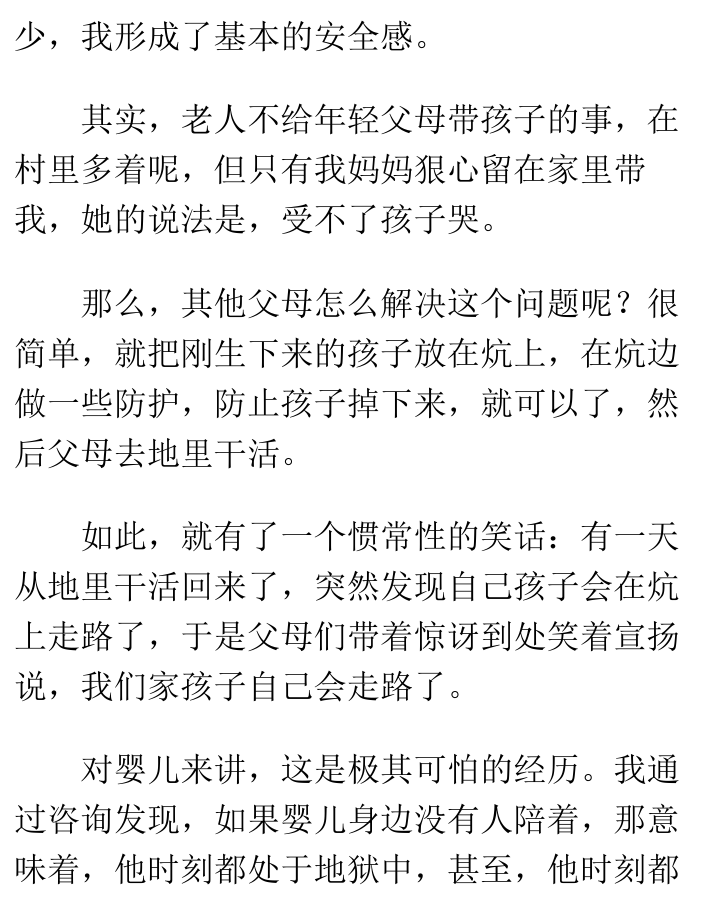 少，我形成了基本的安全感。
其实，老人不给年轻父母带孩子的事，在
村里多着呢，但只有我妈妈狠心留在家里带
我，她的说法是，受不了孩子哭。
那么，其他父母怎么解决这个问题呢？很
简单，就把刚生下来的孩子放在炕上，在炕边
做一些防护，防止孩子掉下来，就可以了，然
后父母去地里干活。
如此，就有了一个惯常性的笑话：有一天
从地里干活回来了，突然发现自己孩子会在炕
上走路了，于是父母们带着惊讶到处笑着宣扬
说，我们家孩子自己会走路了。
对婴儿来讲，这是极其可怕的经历。我通
过咨询发现，如果婴儿身边没有人陪着，那意
味着，他时刻都处于地狱中，甚至，他时刻都